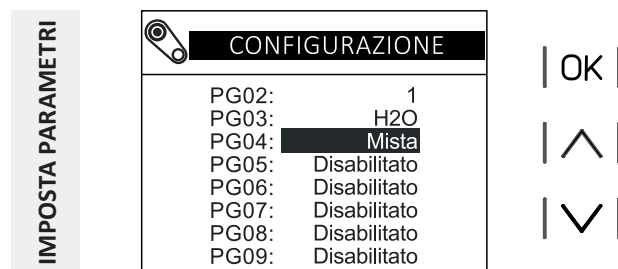 IMPOSTA PARAMETRI
CONFIGURAZIONE
PG02: 1
PG03: H2O
PG04: Mista
PG05: Disabilitato
PG06: Disabilitato
PG07: Disabilitato
PG08: Disabilitato
PG09: Disabilitato
OK